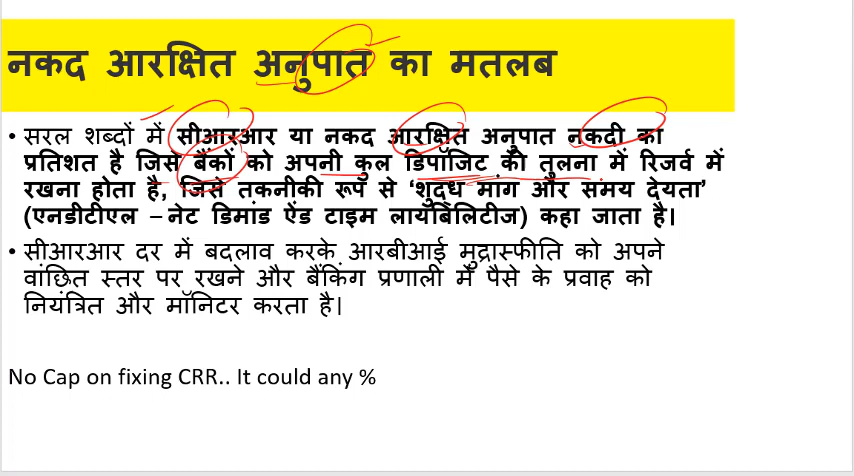 नकद आरक्षित अनुपात का मतलब
• सरल शब्दों में सीआरआर या नकद आरक्षित अनुपात नकदी का
प्रतिशत है जिसे बैंकों को अपनी कुल डिपॉजिट की तुलना में रिजर्व में
रखना होता है, जिसे तकनीकी रूप से ‘शुद्ध मांग और समय देयता’
(एनडीटीएल – नेट डिमांड ऐंड टाइम लायबिलिटीज) कहा जाता है।
• सीआरआर दर में बदलाव करके, आरबीआई मुद्रास्फीति को अपने
वांछित स्तर पर रखने और बैंकिंग प्रणाली में पैसे के प्रवाह को
नियंत्रित और मॉनिटर करता है।
No Cap on fixing CRR.. It could any %